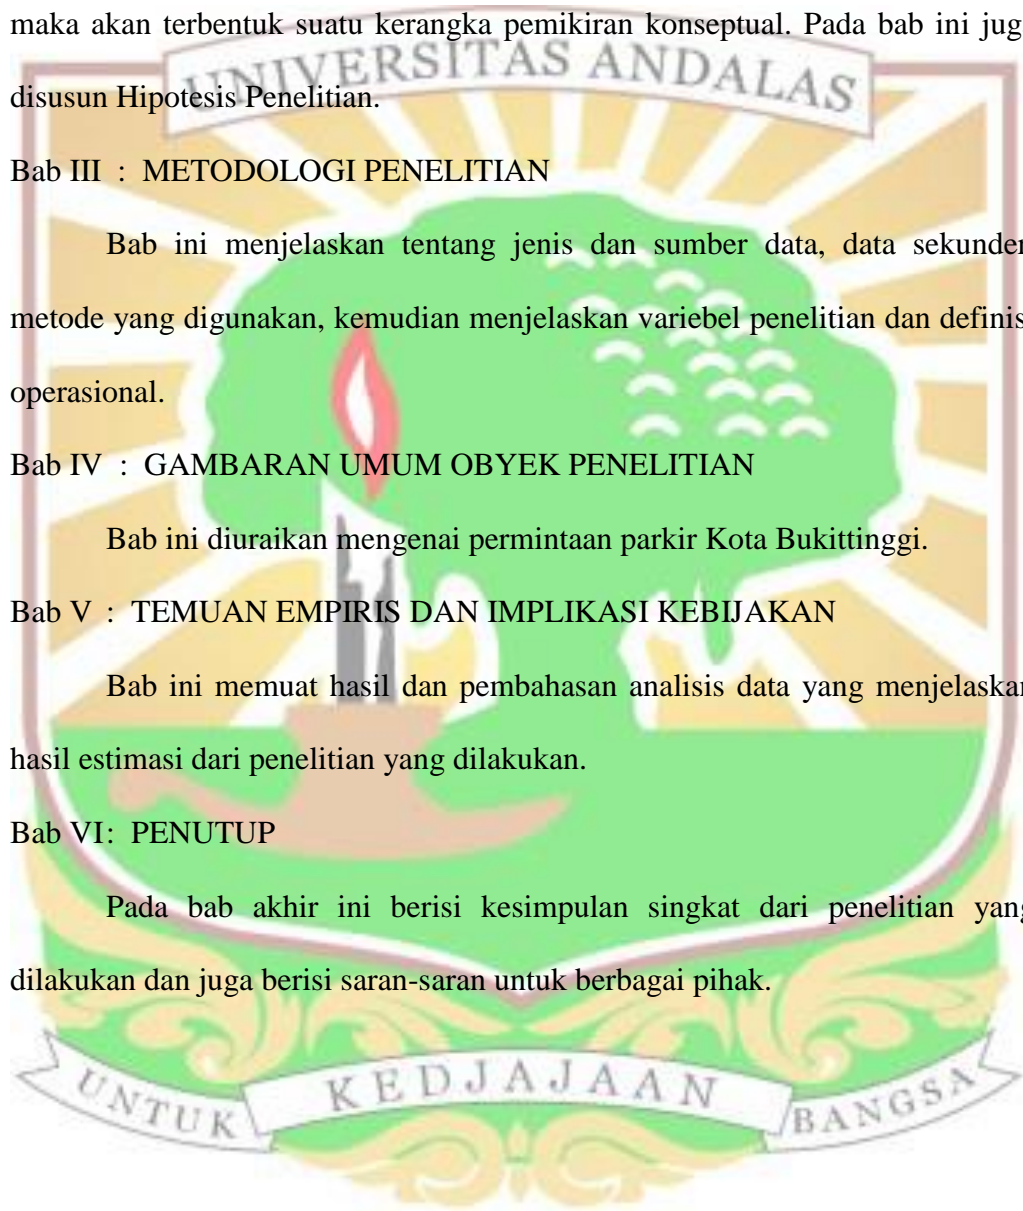 maka akan terbentuk suatu kerangka pemikiran konseptual. Pada bab ini jug
UNIVERSITAS ANDALAS
disusun Hipotesis Penelitian.
Bab III : METODOLOGI PENELITIAN
Bab ini menjelaskan tentang jenis dan sumber data, data sekunder
metode yang digunakan, kemudian menjelaskan variebel penelitian dan definis
operasional.
Bab IV : GAMBARAN UMUM OBYEK PENELITIAN
Bab ini diuraikan mengenai permintaan parkir Kota Bukittinggi.
Bab V : TEMUAN EMPIRIS DAN IMPLIKASI KEBIJAKAN
Bab ini memuat hasil dan pembahasan analisis data yang menjelaskan
hasil estimasi dari penelitian yang dilakukan.
Bab VI: PENUTUP
Pada bab akhir ini berisi kesimpulan singkat dari penelitian yang
dilakukan dan juga berisi saran-saran untuk berbagai pihak.
UNTUK KEDJAJAAN BANGSA